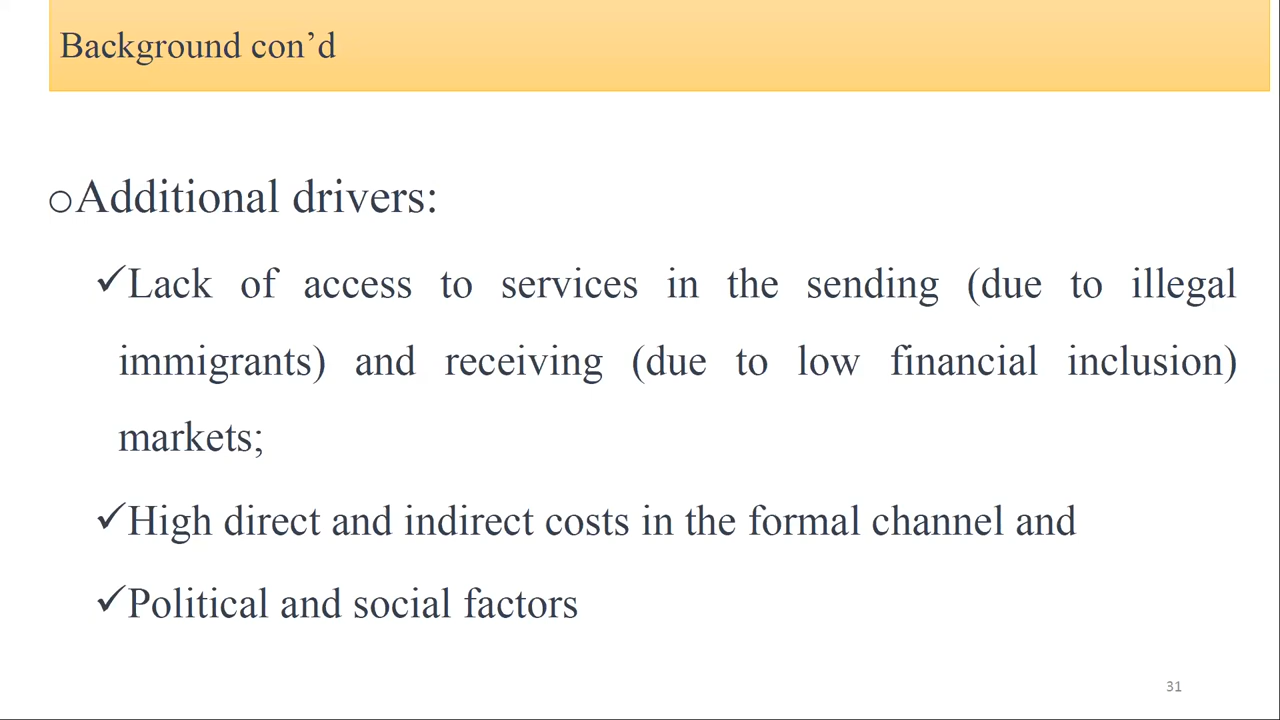 Background con’d
oAdditional drivers:
✓Lack of access to services in the sending (due to illegal
immigrants) and receiving (due to low financial inclusion)
markets;
✓High direct and indirect costs in the formal channel and
✓Political and social factors
31